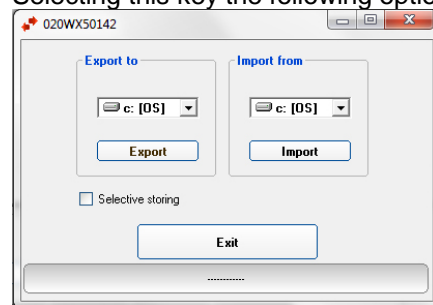 Selecting this key the following optio
020WX50142
Export to
Import from
c: [OS]
c: [OS]
Export
Import
Selective storing
Exit
------------